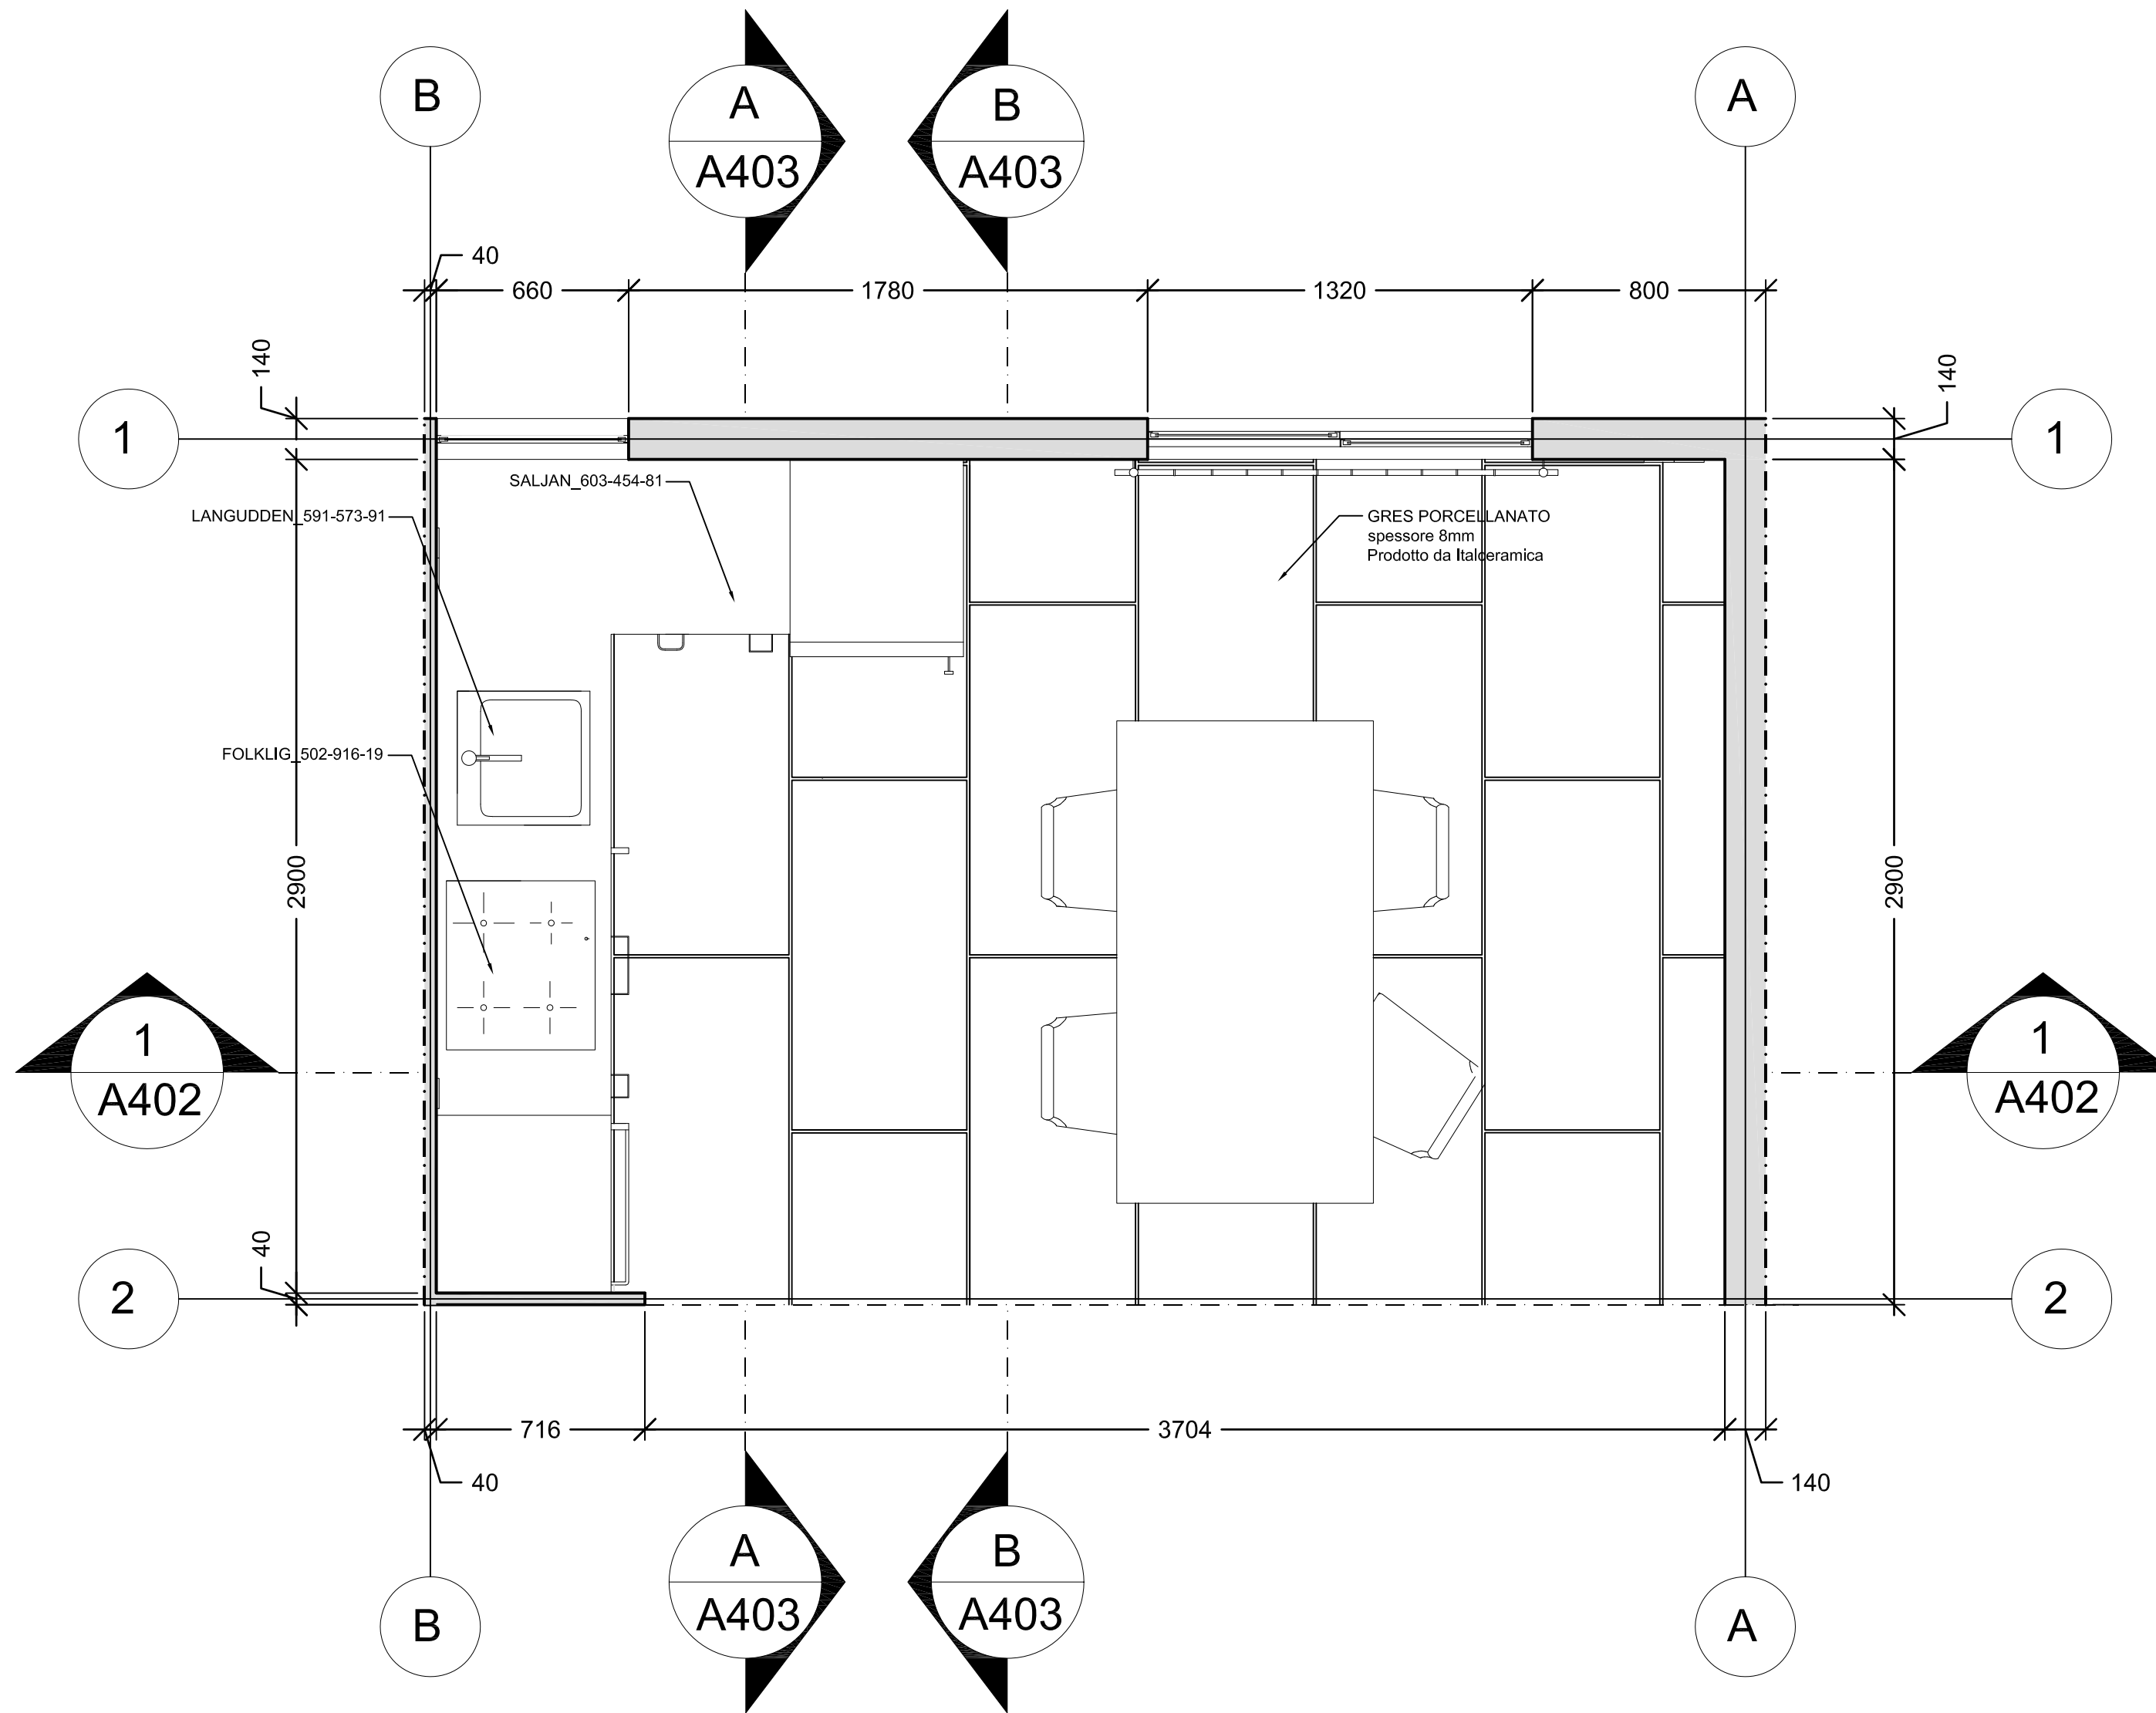 B
A
A403
B
A403
A
40
660
1780
1320
800
140
140
1
1
SALJAN_603-454-81
LANGUDDEN_591-573-91
GRES PORCELLANATO
spessore 8mm
Prodotto da Italceramica
FOLKLIG_502-916-19
2900
2900
1
A402
1
A402
40
2
2
716
3704
40
140
A
A403
B
A403
B
A